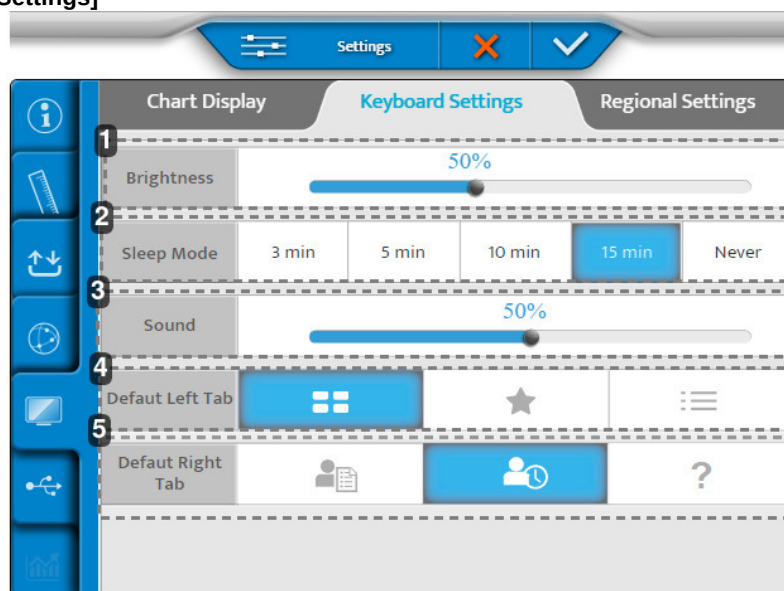 Settings]
Settings
Chart Display Keyboard Settings Regional Settings
1
Brightness 50%
2
Sleep Mode 3 min 5 min 10 min 15 min Never
3
Sound 50%
4
Defaut Left Tab
5
Defaut Right
Tab ?